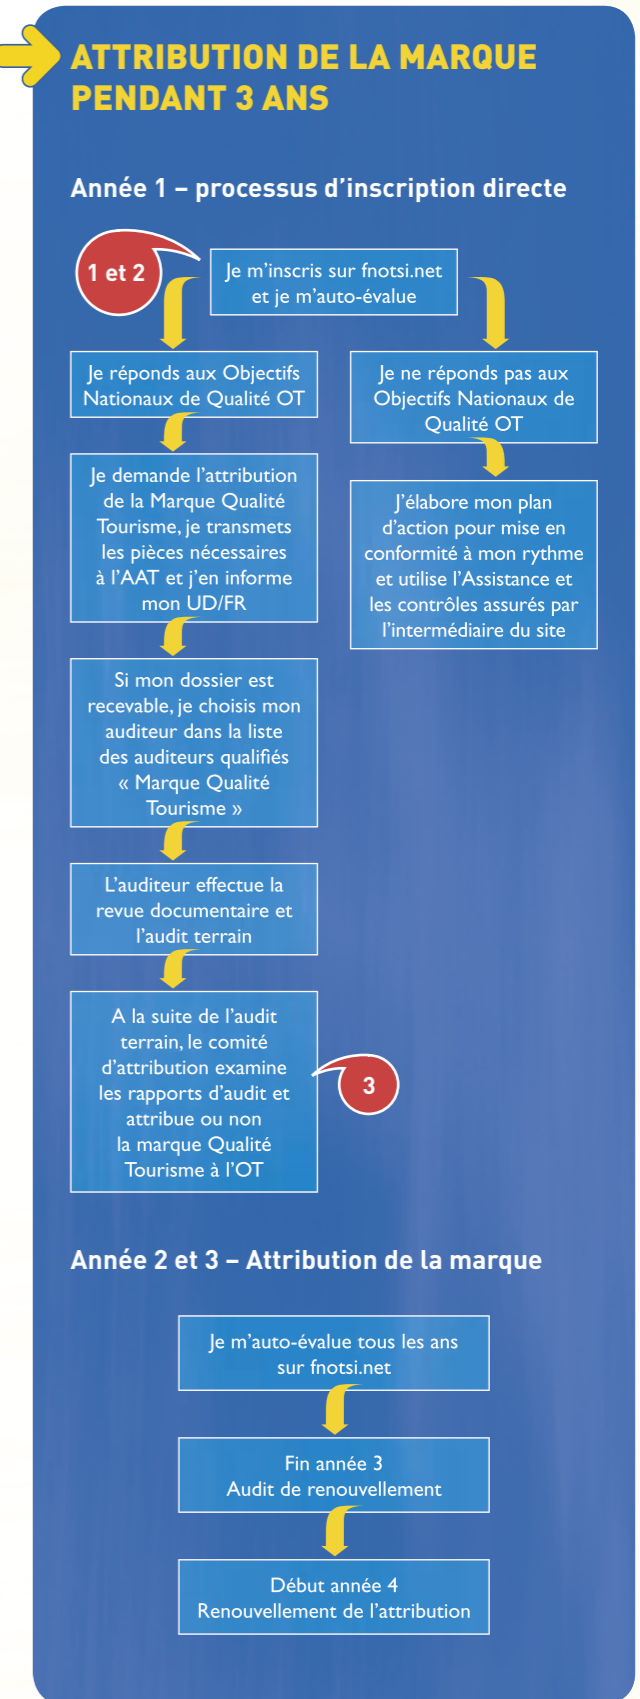 ATTRIBUTION DE LA MARQUE
PENDANT 3 ANS
Année 1 – processus d’inscription directe
1 et 2
Je m’inscris sur fnotsi.net
et je m’auto-évalue
Je réponds aux Objectifs
Nationaux de Qualité OT
Je demande l’attribution
de la Marque Qualité
Tourisme, je transmets
les pièces nécessaires
à l’AAT et j’en informe
mon UD/FR
Si mon dossier est
recevable, je choisis mon
auditeur dans la liste
des auditeurs qualifiés
« Marque Qualité
Tourisme »
L’auditeur effectue la
revue documentaire et
l’audit terrain
A la suite de l’audit
terrain, le comité
d’attribution examine
les rapports d’audit et
attribue ou non
la marque Qualité
Tourisme à l’OT
3
Je ne réponds pas aux
Objectifs Nationaux de
Qualité OT
J’élabore mon plan
d’action pour mise en
conformité à mon rythme
et utilise l’Assistance et
les contrôles assurés par
l’intermédiaire du site
Année 2 et 3 – Attribution de la marque
Je m’auto-évalue tous les ans
sur fnotsi.net
Fin année 3
Audit de renouvellement
Début année 4
Renouvellement de l’attribution